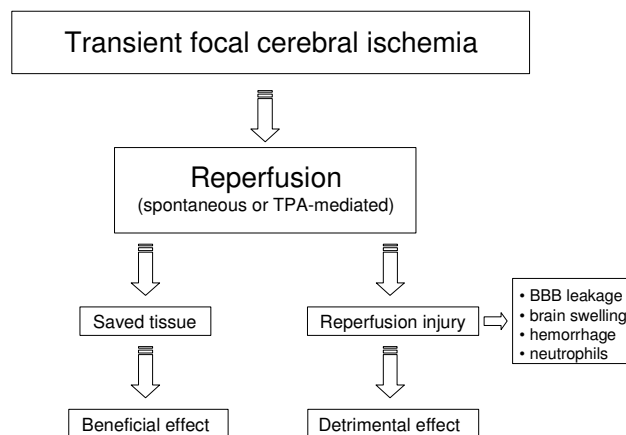 Transient focal cerebral ischemia
Reperfusion
(spontaneous or TPA-mediated)
Saved tissue
Reperfusion injury
• BBB leakage
• brain swelling
• hemorrhage
• neutrophils
Beneficial effect
Detrimental effect